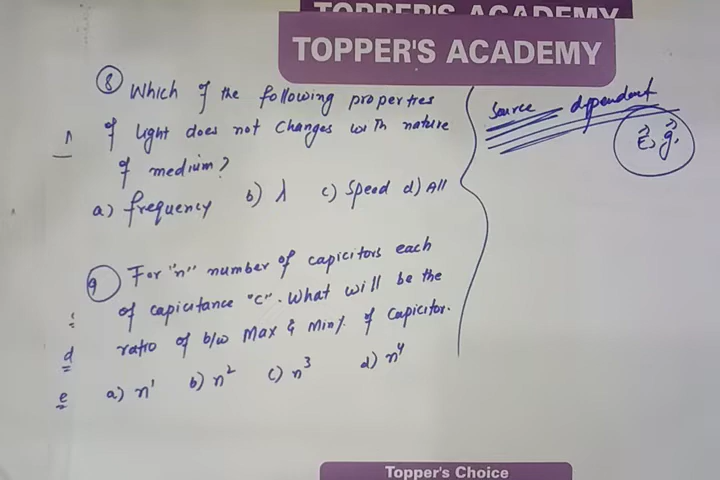 TOPPER'S ACADEMY
TOPPER'S ACADEMY
8 Which of the following properties
of light does not changes with nature
of medium?
a) frequency b) λ c) Speed d) All
9 For "n" number of capicitors each
of capicitance "C". What will be the
ratio of b/w Max & Min of Capicitor.
a) n¹ b) n² c) n³ d) n⁴
d
e
Source dependent
E, g.
Topper's Choice